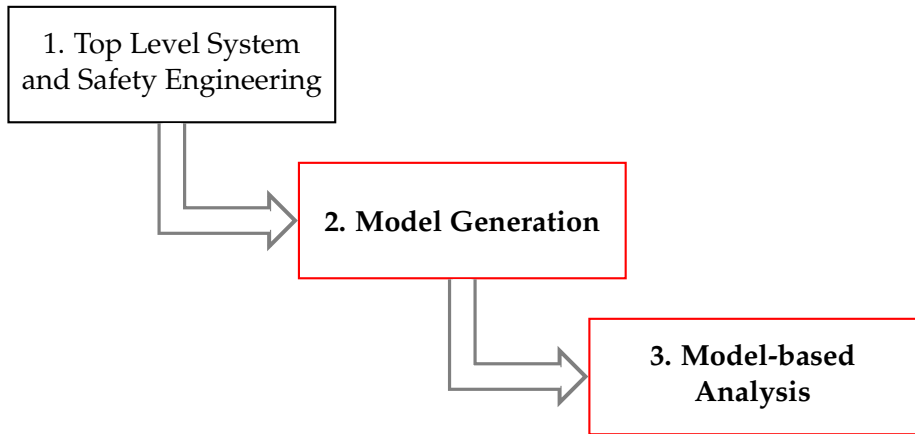 1. Top Level System
and Safety Engineering
2. Model Generation
3. Model-based
Analysis